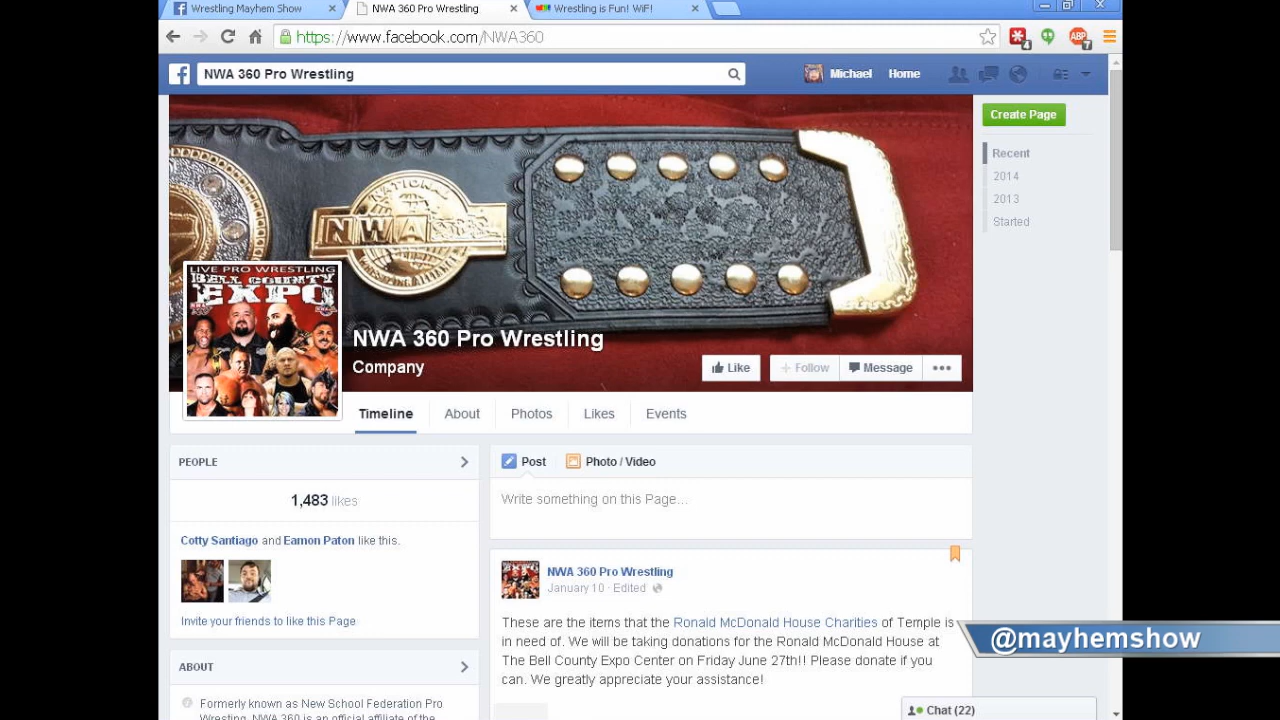 Wrestling Mayhem Show
NWA 360 Pro Wrestling
Wrestling is Fun! WiF!
https://www.facebook.com/NWA360
4
ABP
7
NWA 360 Pro Wrestling
Michael
Home
Create Page
Recent
2014
2013
Started
NATIONAL
NWA
LIVE PRO WRESTLING
BELL COUNTY
EXPO
NWA 360 Pro Wrestling
Company
Like
+ Follow
Message
Timeline
About
Photos
Likes
Events
PEOPLE
1,483 likes
Cotty Santiago and Eamon Paton like this.
Invite your friends to like this Page
ABOUT
Formerly known as New School Federation Pro
Wrestling, NWA 360 is an official affiliate of the
Post
Photo / Video
Write something on this Page...
NWA 360 Pro Wrestling
January 10 · Edited
These are the items that the Ronald McDonald House Charities of Temple is
in need of. We will be taking donations for the Ronald McDonald House at
The Bell County Expo Center on Friday June 27th!! Please donate if you
can. We greatly appreciate your assistance!
@mayhemshow
Chat (22)